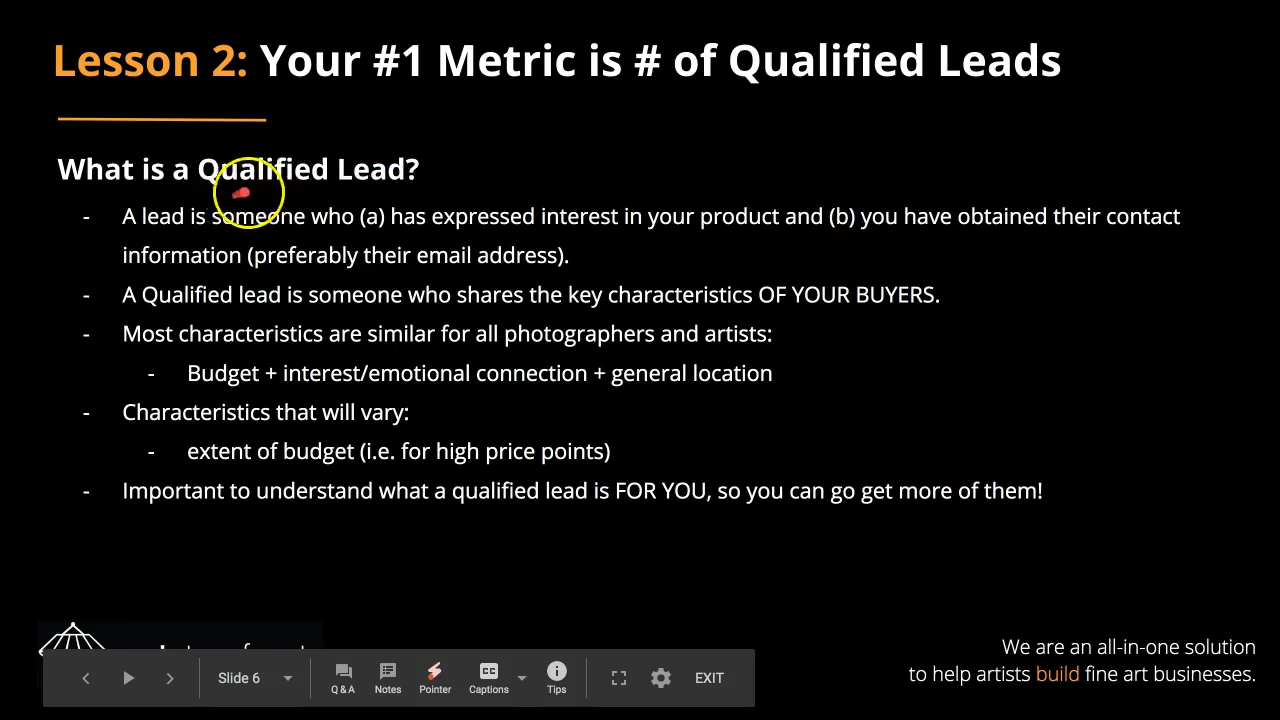 Lesson 2: Your #1 Metric is # of Qualified Leads
What is a Qualified Lead?
- A lead is someone who (a) has expressed interest in your product and (b) you have obtained their contact
information (preferably their email address).
- A Qualified lead is someone who shares the key characteristics OF YOUR BUYERS.
- Most characteristics are similar for all photographers and artists:
- Budget + interest/emotional connection + general location
- Characteristics that will vary:
- extent of budget (i.e. for high price points)
- Important to understand what a qualified lead is FOR YOU, so you can go get more of them!
We are an all-in-one solution
to help artists build fine art businesses.
Slide 6
Q & A
Notes
Pointer
CC
Captions
Tips
EXIT